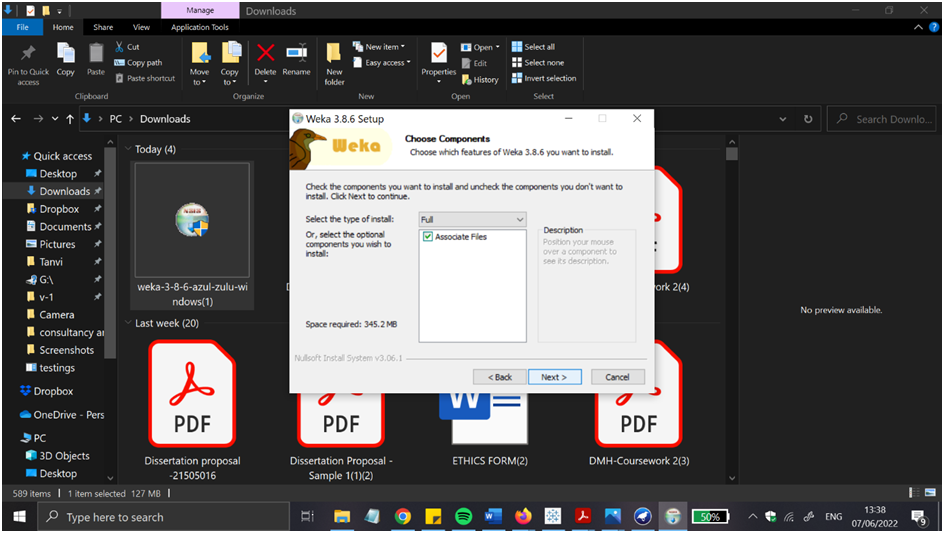 Manage
Downloads
File
Home
Share
View
Application Tools
Pin to Quick
access
Copy
Paste
Cut
Copy path
Paste shortcut
Clipboard
Move
to
Copy
to
Delete
Rename
Organize
New
folder
New item
Easy access
New
Properties
Open
Edit
History
Open
Select all
Select none
Invert selection
Select
PC
Downloads
Search Downlo...
Quick access
Desktop
Downloads
Dropbox
Documents
Pictures
Tanvi
G:\
v-1
Camera
consultancy ar
Screenshots
testings
Dropbox
OneDrive - Pers
PC
3D Objects
Desktop
Today (4)
weka-3-8-6-azul-zulu-wi
ndows(1)
Last week (20)
PDF
Dissertation proposal
-21505016
PDF
Dissertation Proposal -
Sample 1(1)(2)
W
ETHICS FORM(2)
PDF
DMH-Coursework 2(3)
Weka 3.8.6 Setup
Weka
Choose Components
Choose which features of Weka 3.8.6 you want to install.
Check the components you want to install and uncheck the components you don't want to
install. Click Next to continue.
Select the type of install:
Full
Or, select the optional
components you wish to
install:
Associate Files
Description
Position your mouse
over a component to
see its description.
Space required: 345.2 MB
Nullsoft Install System v3.06.1
< Back
Next >
Cancel
work 2(4)
No preview available.
589 items
1 item selected 127 MB
Type here to search
50%
ENG
13:38
07/06/2022
9